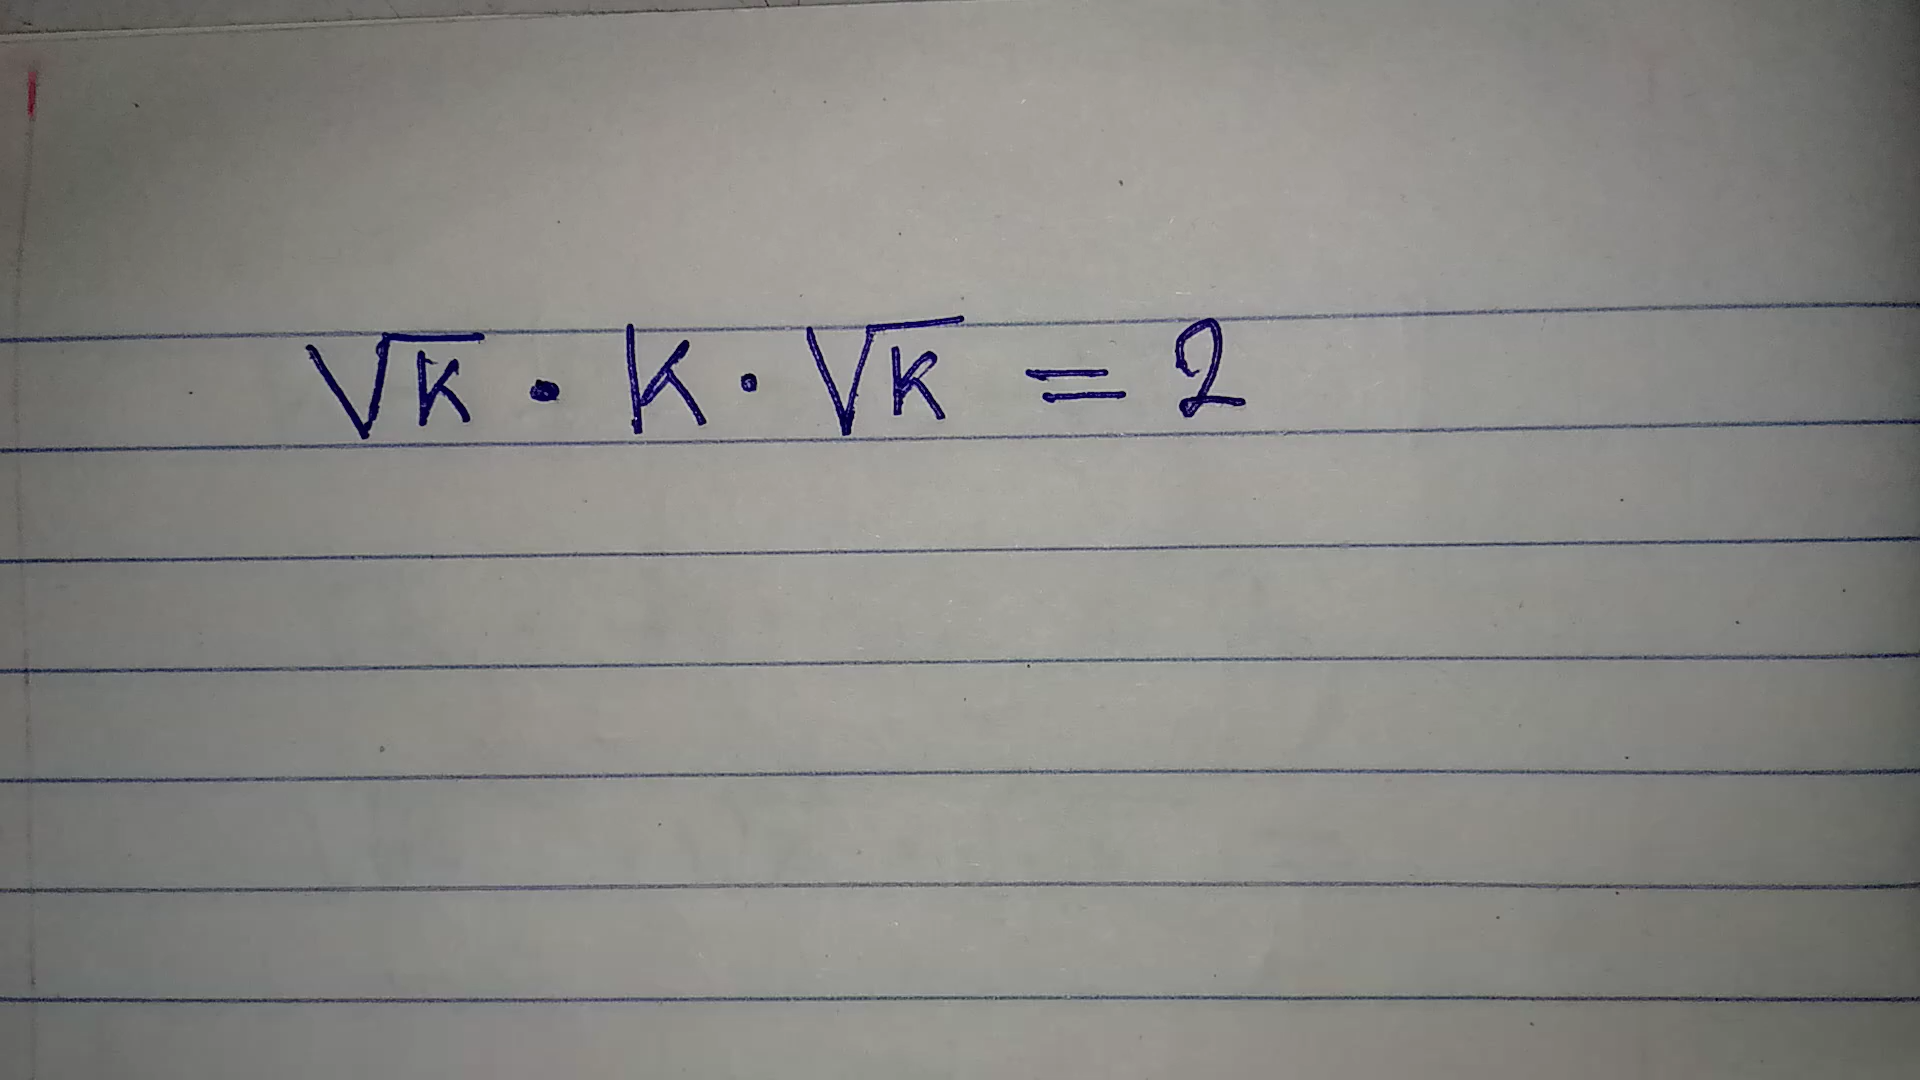 √k · k · √k = 2